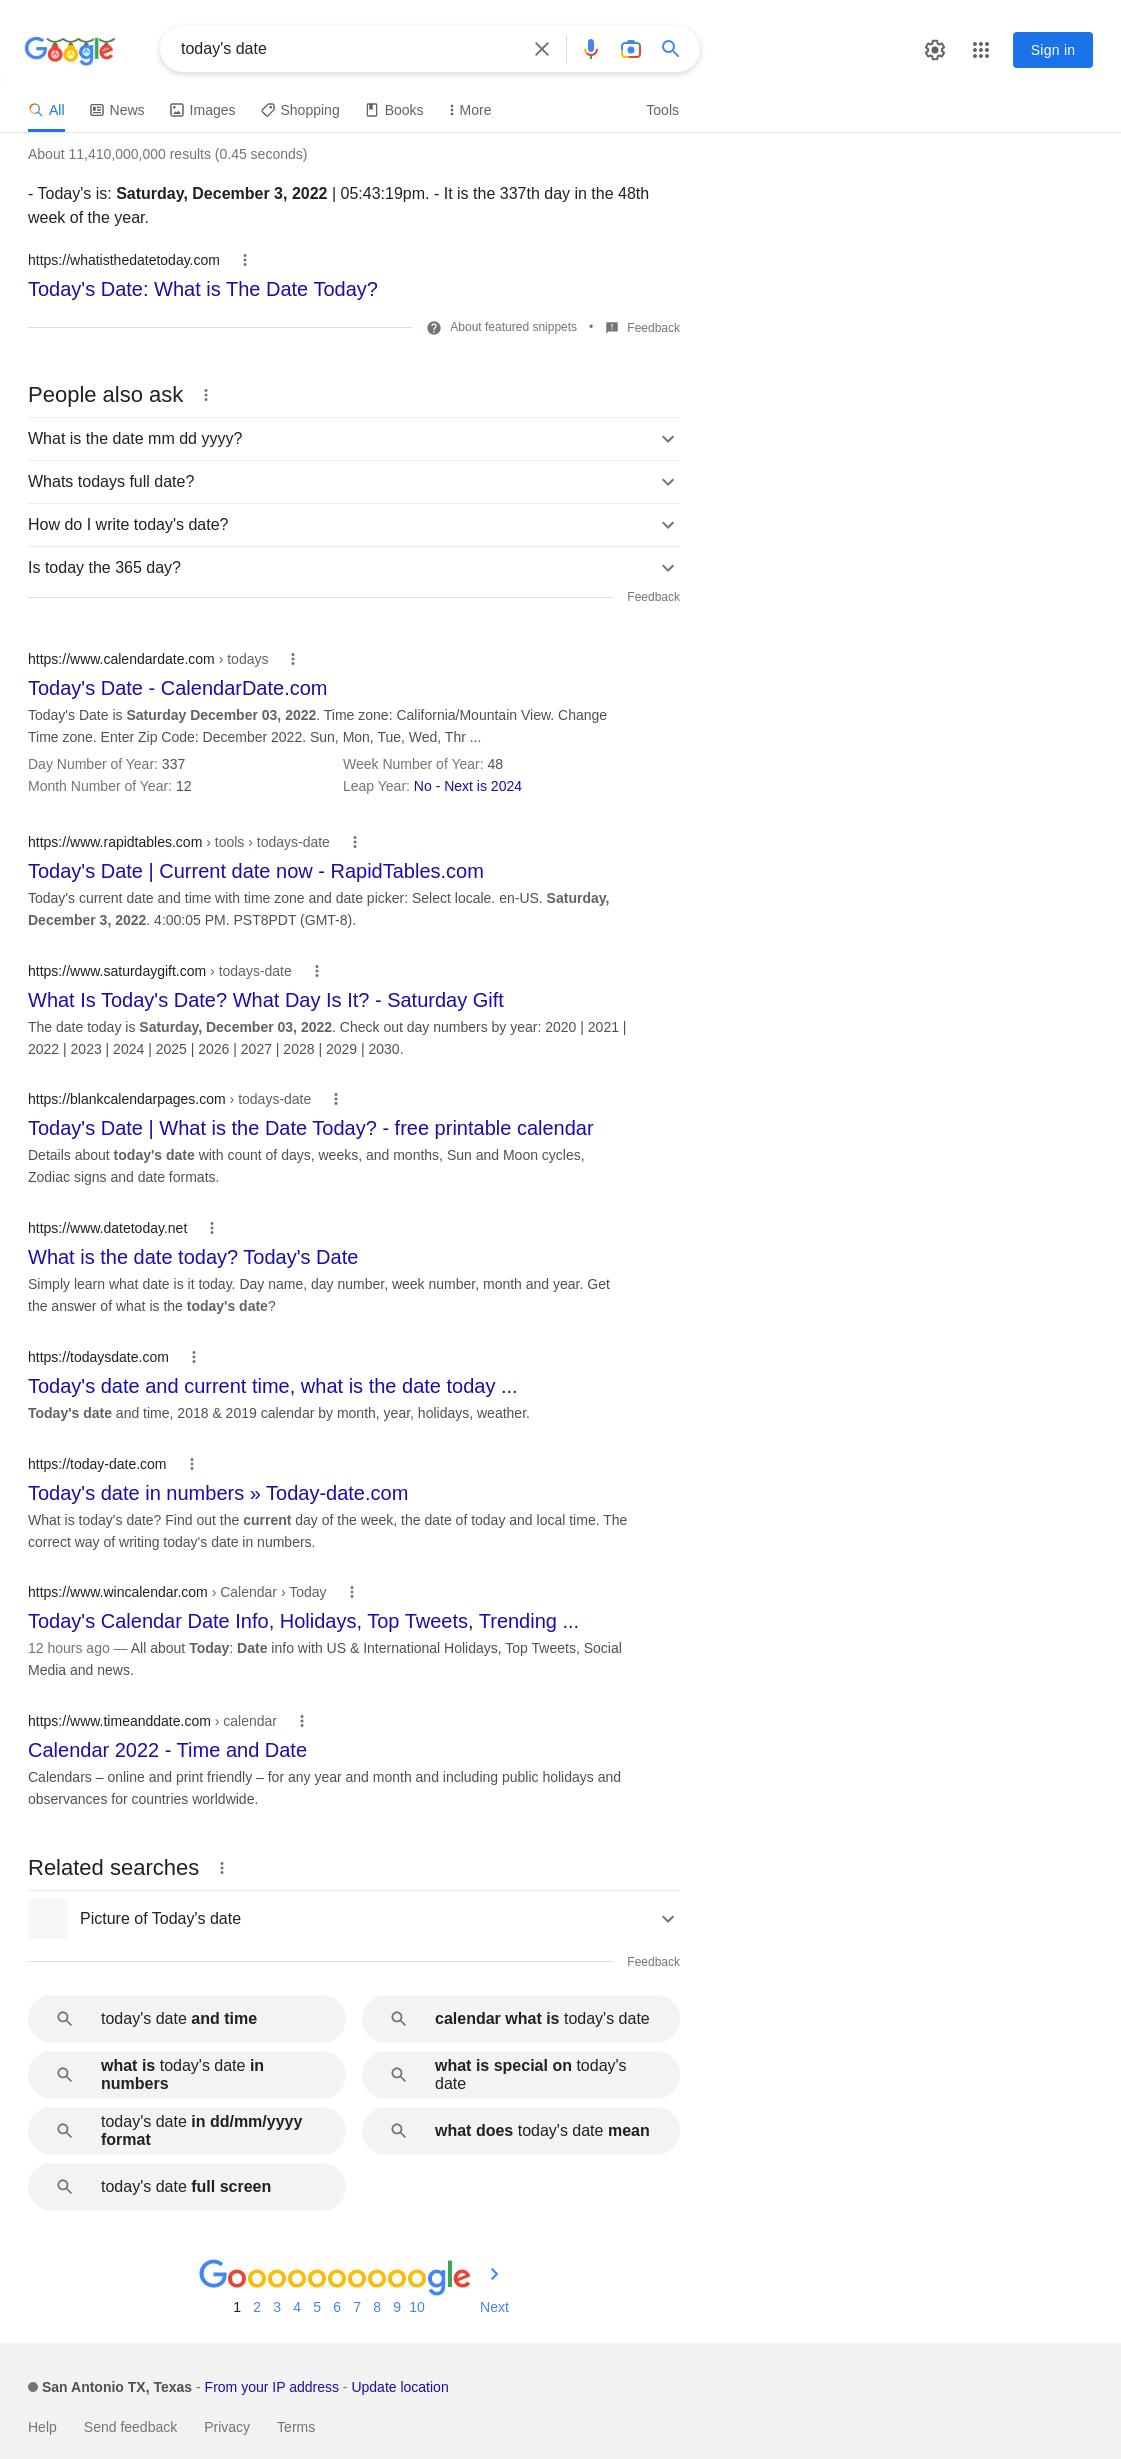 Google
today's date
Sign in
All News Images Shopping Books More Tools
About 11,410,000,000 results (0.45 seconds)
- Today's is: Saturday, December 3, 2022 | 05:43:19pm. - It is the 337th day in the 48th
week of the year.
https://whatisthedatetoday.com
Today's Date: What is The Date Today?
About featured snippets • Feedback
People also ask
What is the date mm dd yyyy?
Whats todays full date?
How do I write today's date?
Is today the 365 day?
Feedback
https://www.calendardate.com › todays
Today's Date - CalendarDate.com
Today's Date is Saturday December 03, 2022. Time zone: California/Mountain View. Change
Time zone. Enter Zip Code: December 2022. Sun, Mon, Tue, Wed, Thr ...
Day Number of Year: 337 Week Number of Year: 48
Month Number of Year: 12 Leap Year: No - Next is 2024
https://www.rapidtables.com › tools › todays-date
Today's Date | Current date now - RapidTables.com
Today's current date and time with time zone and date picker: Select locale. en-US. Saturday,
December 3, 2022. 4:00:05 PM. PST8PDT (GMT-8).
https://www.saturdaygift.com › todays-date
What Is Today's Date? What Day Is It? - Saturday Gift
The date today is Saturday, December 03, 2022. Check out day numbers by year: 2020 | 2021 |
2022 | 2023 | 2024 | 2025 | 2026 | 2027 | 2028 | 2029 | 2030.
https://blankcalendarpages.com › todays-date
Today's Date | What is the Date Today? - free printable calendar
Details about today's date with count of days, weeks, and months, Sun and Moon cycles,
Zodiac signs and date formats.
https://www.datetoday.net
What is the date today? Today's Date
Simply learn what date is it today. Day name, day number, week number, month and year. Get
the answer of what is the today's date?
https://todaysdate.com
Today's date and current time, what is the date today ...
Today's date and time, 2018 & 2019 calendar by month, year, holidays, weather.
https://today-date.com
Today's date in numbers » Today-date.com
What is today's date? Find out the current day of the week, the date of today and local time. The
correct way of writing today's date in numbers.
https://www.wincalendar.com › Calendar › Today
Today's Calendar Date Info, Holidays, Top Tweets, Trending ...
12 hours ago — All about Today: Date info with US & International Holidays, Top Tweets, Social
Media and news.
https://www.timeanddate.com › calendar
Calendar 2022 - Time and Date
Calendars – online and print friendly – for any year and month and including public holidays and
observances for countries worldwide.
Related searches
Picture of Today's date
Feedback
today's date and time
calendar what is today's date
what is today's date in
numbers
what is special on today's
date
today's date in dd/mm/yyyy
format
what does today's date mean
today's date full screen
Goooooooooogle
1 2 3 4 5 6 7 8 9 10 Next
San Antonio TX, Texas - From your IP address - Update location
Help Send feedback Privacy Terms